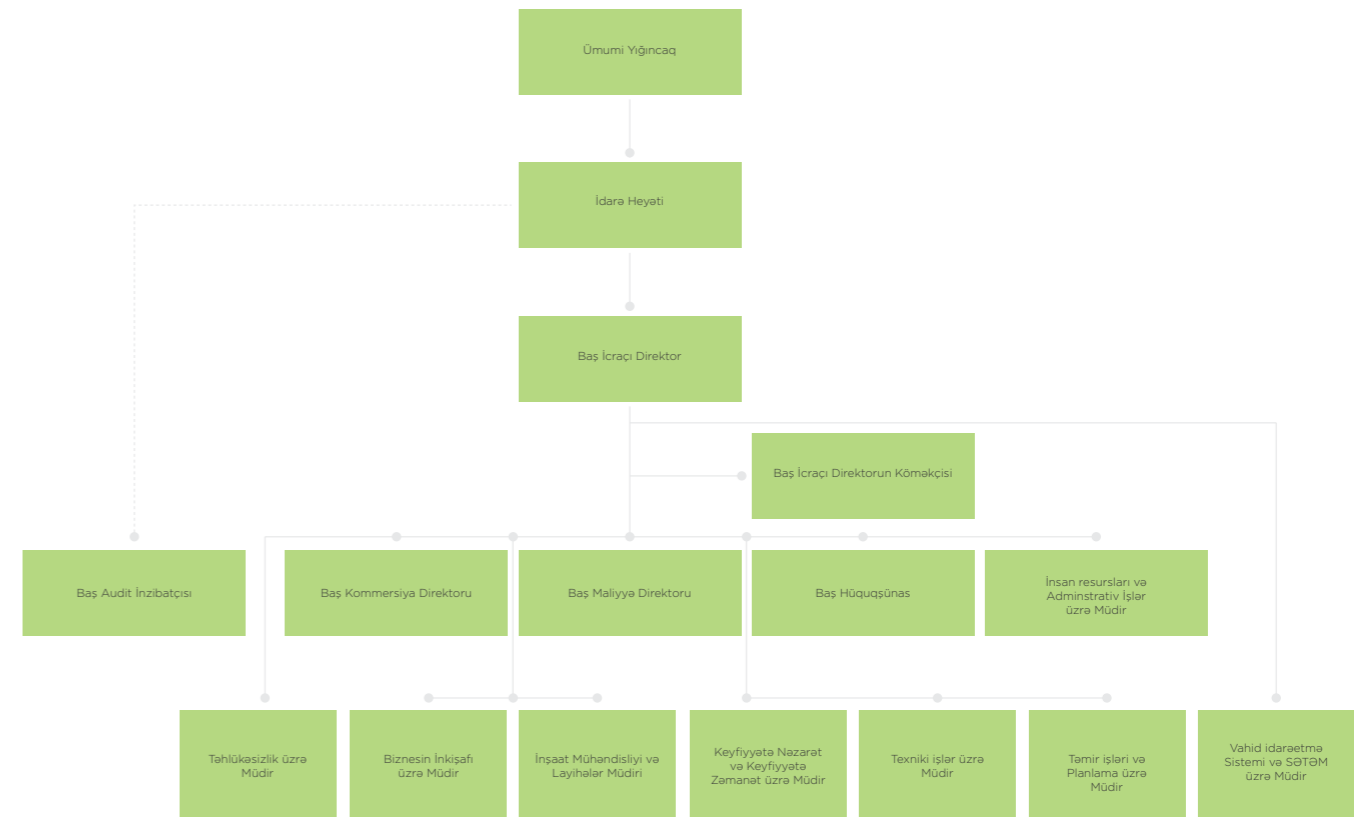 Ümumi Yığıncaq
İdarə Heyəti
Baş İcraçı Direktor
Baş İcraçı Direktorun Köməkçisi
Baş Audit İnzibatçısı
Baş Kommersiya Direktoru
Baş Maliyyə Direktoru
Baş Hüquqşünas
İnsan resursları və
Adminstrativ İşlər
üzrə Müdir
Təhlükəsizlik üzrə
Müdir
Biznesin İnkişafı
üzrə Müdir
İnşaat Mühəndisliyi və
Layihələr Müdiri
Keyfiyyətə Nəzarət
və Keyfiyyətə
Zəmanət üzrə Müdir
Texniki işlər üzrə
Müdir
Təmir işləri və
Planlama üzrə
Müdir
Vahid idarəetmə
Sistemi və SƏTƏM
üzrə Müdir